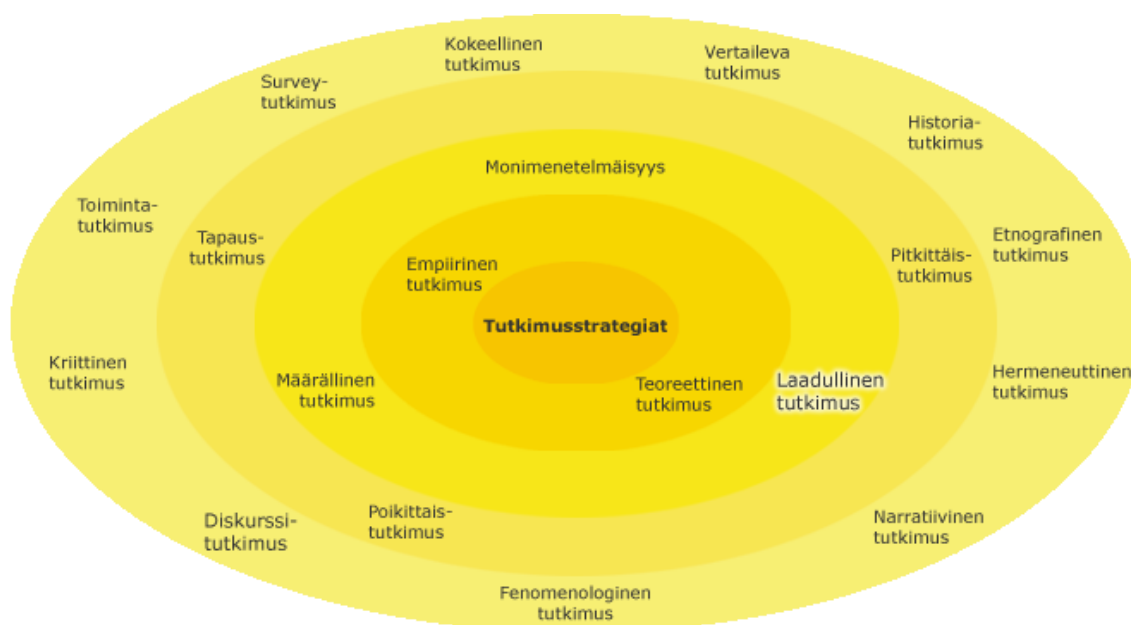 Kokeellinen
tutkimus
Vertaileva
tutkimus
Survey-
tutkimus
Historia-
tutkimus
Monimenetelmäisyys
Toiminta-
tutkimus
Tapaus-
tutkimus
Etnografinen
tutkimus
Pitkittäis-
tutkimus
Empiirinen
tutkimus
Tutkimusstrategiat
Kriittinen
tutkimus
Määrällinen
tutkimus
Teoreettinen
tutkimus
Laadullinen
tutkimus
Hermeneuttinen
tutkimus
Diskurssi-
tutkimus
Poikittais-
tutkimus
Narratiivinen
tutkimus
Fenomenologinen
tutkimus